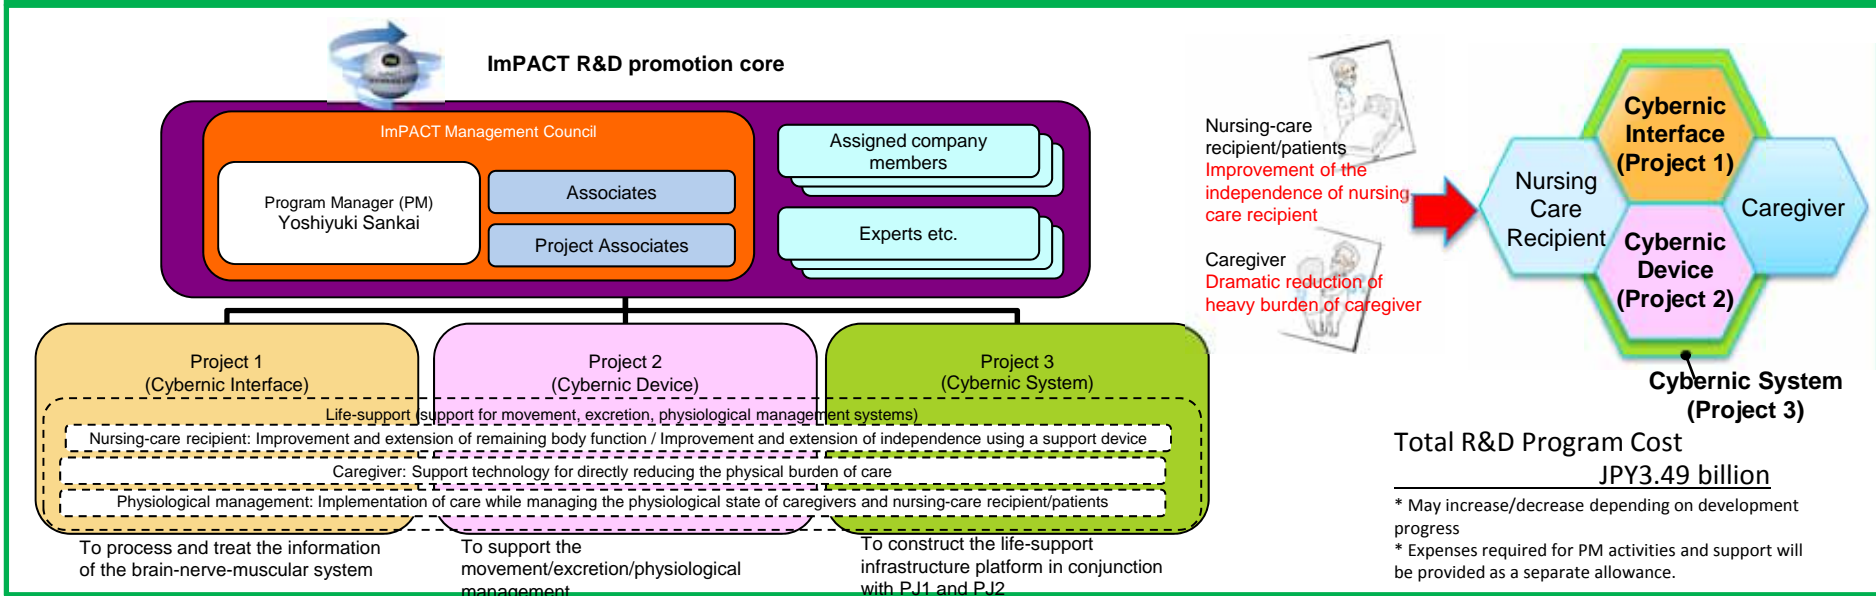 ImPACT R&D promotion core
ImPACT Management Council
Program Manager (PM)
Yoshiyuki Sankai
Associates
Project Associates
Assigned company
members
Experts etc.
Project 1
(Cybernic Interface)
Project 2
(Cybernic Device)
Project 3
(Cybernic System)
Life-support (support for movement, excretion, physiological management systems)
Nursing-care recipient: Improvement and extension of remaining body function / Improvement and extension of independence using a support device
Caregiver: Support technology for directly reducing the physical burden of care
Physiological management: Implementation of care while managing the physiological state of caregivers and nursing-care recipient/patients
To process and treat the information
of the brain-nerve-muscular system
To support the
movement/excretion/physiological
management
To construct the life-support
infrastructure platform in conjunction
with PJ1 and PJ2
Nursing-care
recipient/patients
Improvement of the
independence of nursing
care recipient
Caregiver
Dramatic reduction of
heavy burden of caregiver
Nursing
Care
Recipient
Cybernic
Interface
(Project 1)
Cybernic
Device
(Project 2)
Caregiver
Cybernic System
(Project 3)
Total R&D Program Cost
JPY3.49 billion
* May increase/decrease depending on development
progress
* Expenses required for PM activities and support will
be provided as a separate allowance.